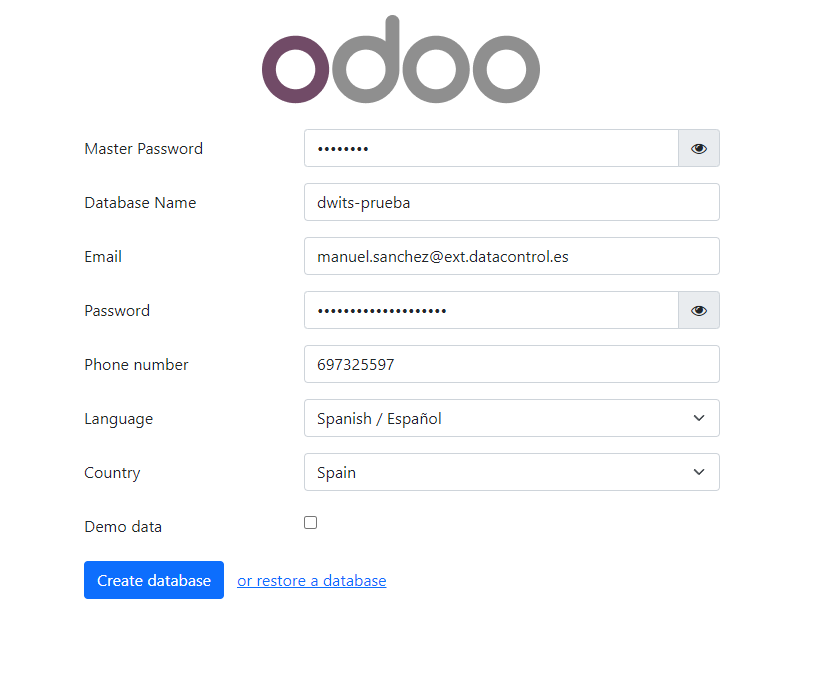 odoo
Master Password ••••••••
Database Name dwits-prueba
Email manuel.sanchez@ext.datacontrol.es
Password ••••••••••••••••••••
Phone number 697325597
Language Spanish / Español
Country Spain
Demo data
Create database or restore a database